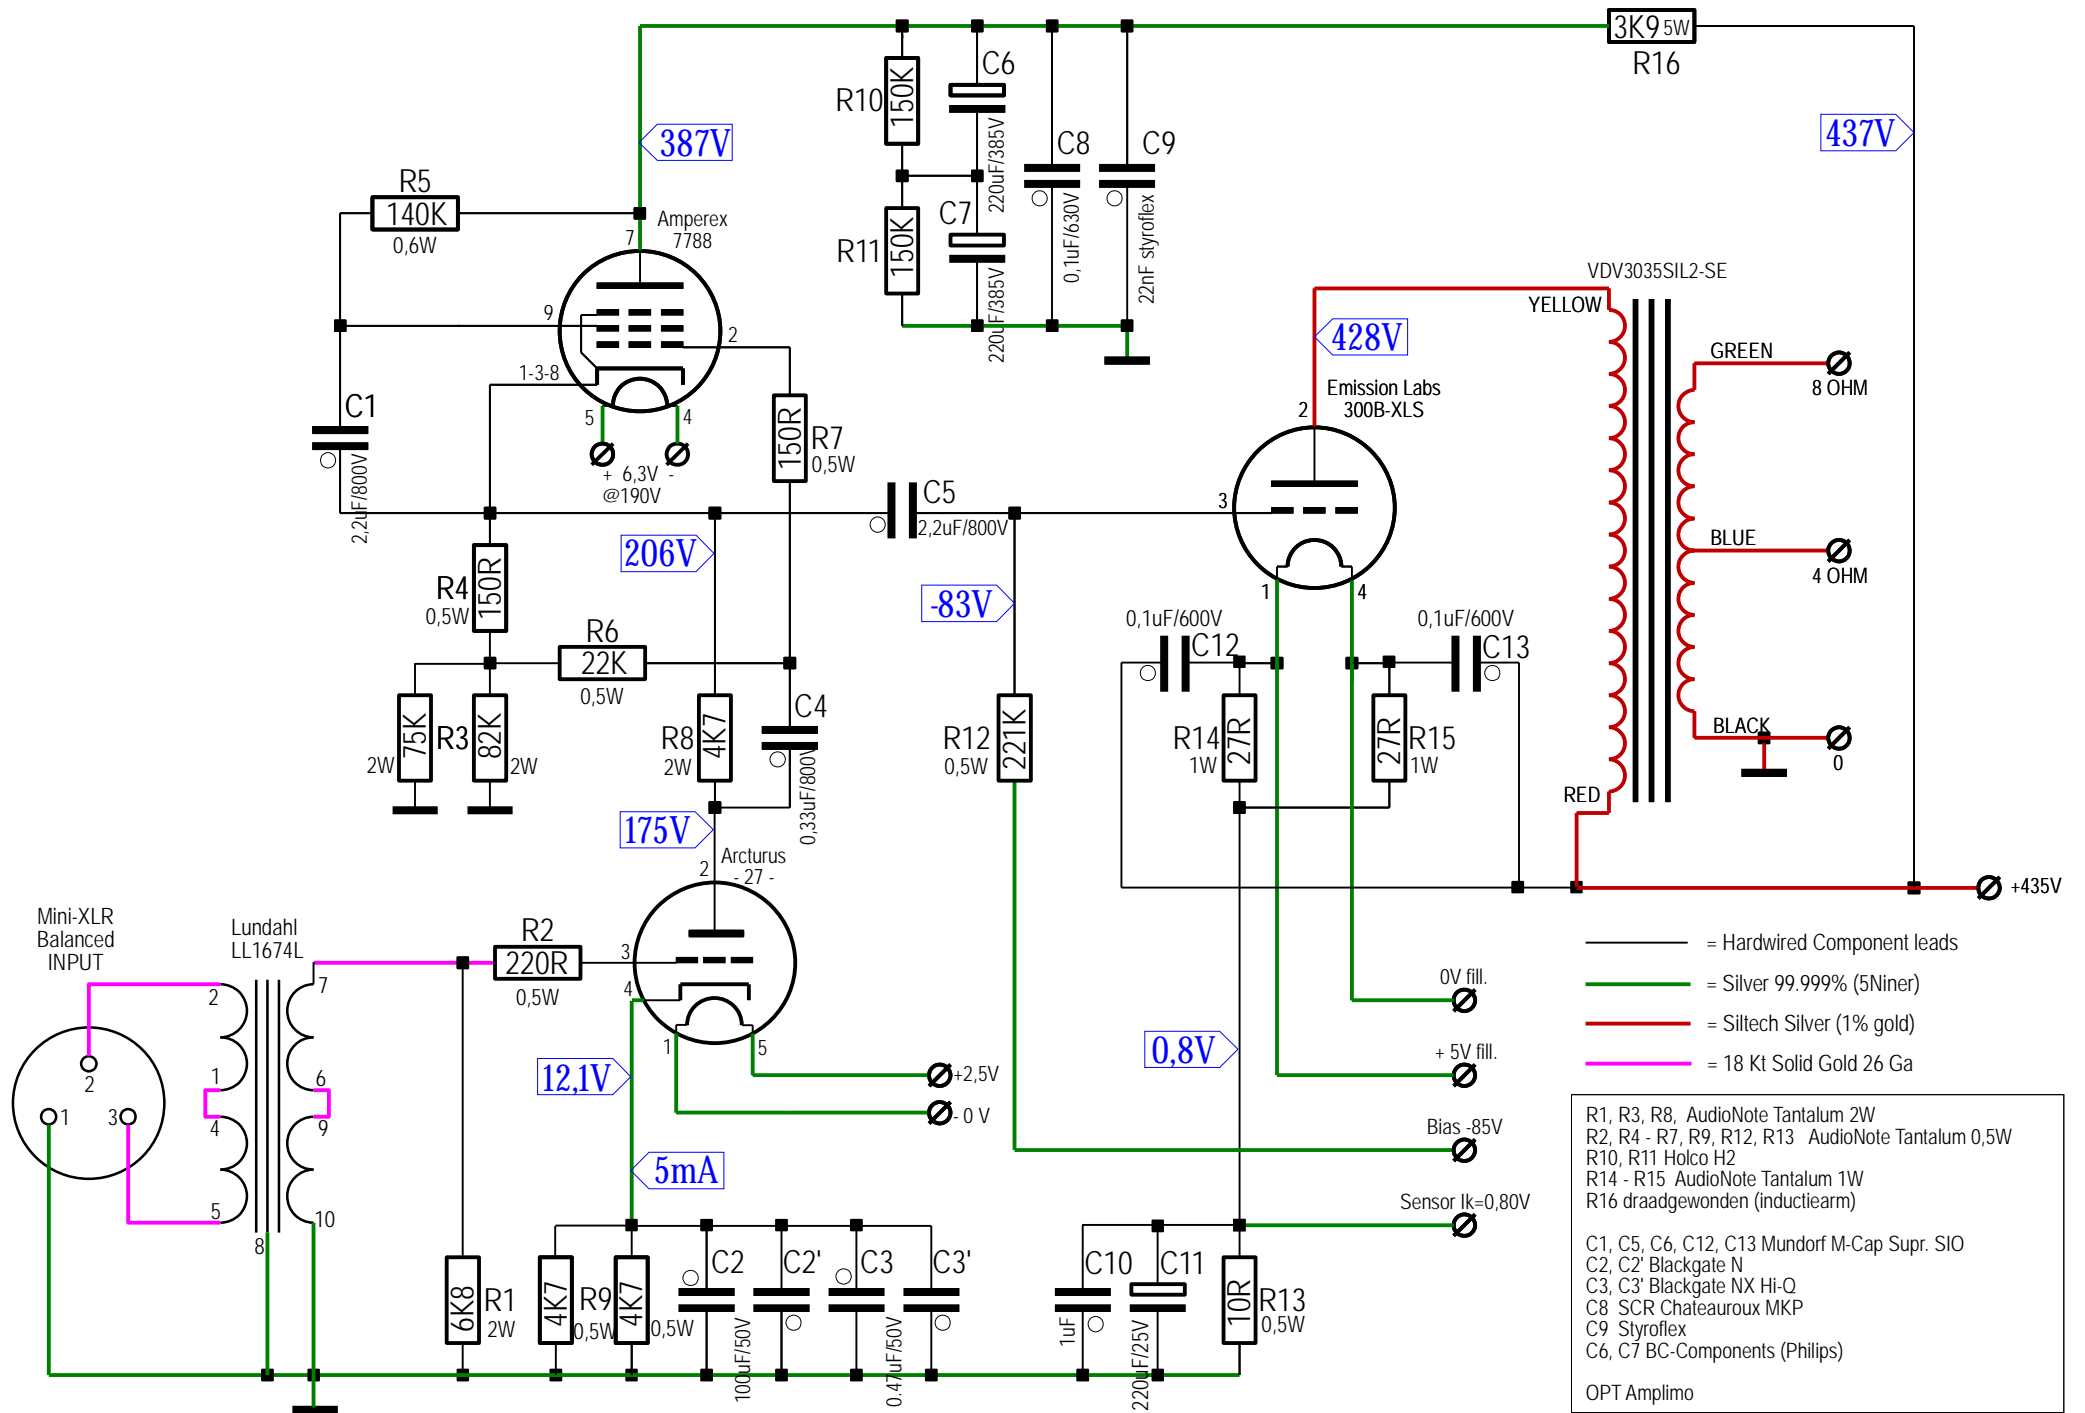 3K9 5W
R16
R10
150K
C6
220uF/385V
C8
0,1uF/630V
C9
22nF styroflex
387V
437V
R5
140K
0,6W
Amperex
7788
7
R11
150K
C7
220uF/385V
9
2
1-3-8
5
4
+ 6,3V -
@190V
C1
2,2uF/800V
150R
R7
0,5W
VDV3035SIL2-SE
YELLOW
428V
GREEN
8 OHM
Emission Labs
300B-XLS
2
3
1
4
BLUE
4 OHM
C5
2,2uF/800V
206V
R4
0,5W
150R
-83V
R6
22K
0,5W
0,1uF/600V
C12
0,1uF/600V
C13
75K
2W
R3
82K
2W
R8
2W
4K7
C4
0,33uF/800V
R12
0,5W
221K
R14
1W
27R
27R
R15
1W
BLACK
0
RED
175V
Arcturus
- 27 -
2
+435V
Mini-XLR
Balanced
INPUT
Lundahl
LL1674L
R2
220R
0,5W
3
4
1
5
2
7
1
6
4
9
5
10
8
2
1
3
12,1V
+2,5V
- 0 V
0,8V
0V fill.
+ 5V fill.
Bias -85V
Sensor Ik=0,80V
5mA
6K8
R1
2W
4K7
R9
0,5W
4K7
0,5W
C2
100uF/50V
C2'
C3
0.47uF/50V
C3'
C10
1uF
C11
220uF/25V
10R
R13
0,5W
= Hardwired Component leads
= Silver 99.999% (5Niner)
= Siltech Silver (1% gold)
= 18 Kt Solid Gold 26 Ga
R1, R3, R8, AudioNote Tantalum 2W
R2, R4 - R7, R9, R12, R13 AudioNote Tantalum 0,5W
R10, R11 Holco H2
R14 - R15 AudioNote Tantalum 1W
R16 draadgewonden (inductiearm)
C1, C5, C6, C12, C13 Mundorf M-Cap Supr. SIO
C2, C2' Blackgate N
C3, C3' Blackgate NX Hi-Q
C8 SCR Chateauroux MKP
C9 Styroflex
C6, C7 BC-Components (Philips)
OPT Amplimo